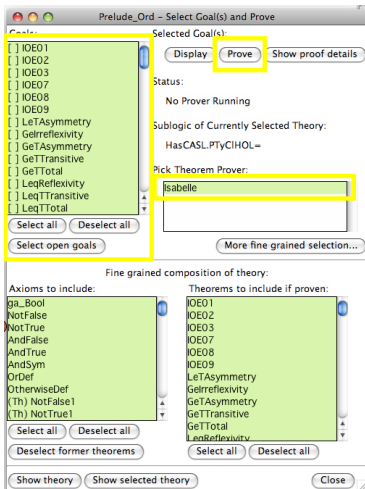 Prelude_Ord - Select Goal(s) and Prove
Goals:
Selected Goal(s):
[ ] IOE01
[ ] IOE02
[ ] IOE03
[ ] IOE07
[ ] IOE08
[ ] IOE09
[ ] LeTAsymmetry
[ ] GeIrreflexivity
[ ] GeTAsymmetry
[ ] GeTTransitive
[ ] GeTTotal
[ ] LeqReflexivity
[ ] LeqTTransitive
[ ] LeqTTotal
Select all Deselect all
Select open goals
Display Prove Show proof details
Status:
No Prover Running
Sublogic of Currently Selected Theory:
HasCASL.PTyClHOL=
Pick Theorem Prover:
Isabelle
More fine grained selection...
Fine grained composition of theory:
Axioms to include:
ga_Bool
NotFalse
NotTrue
AndFalse
AndTrue
AndSym
OrDef
OtherwiseDef
(Th) NotFalse1
(Th) NotTrue1
Select all Deselect all
Deselect former theorems
Theorems to include if proven:
IOE01
IOE02
IOE03
IOE07
IOE08
IOE09
LeTAsymmetry
GeIrreflexivity
GeTAsymmetry
GeTTransitive
GeTTotal
LeqReflexivity
Select all Deselect all
Show theory Show selected theory Close